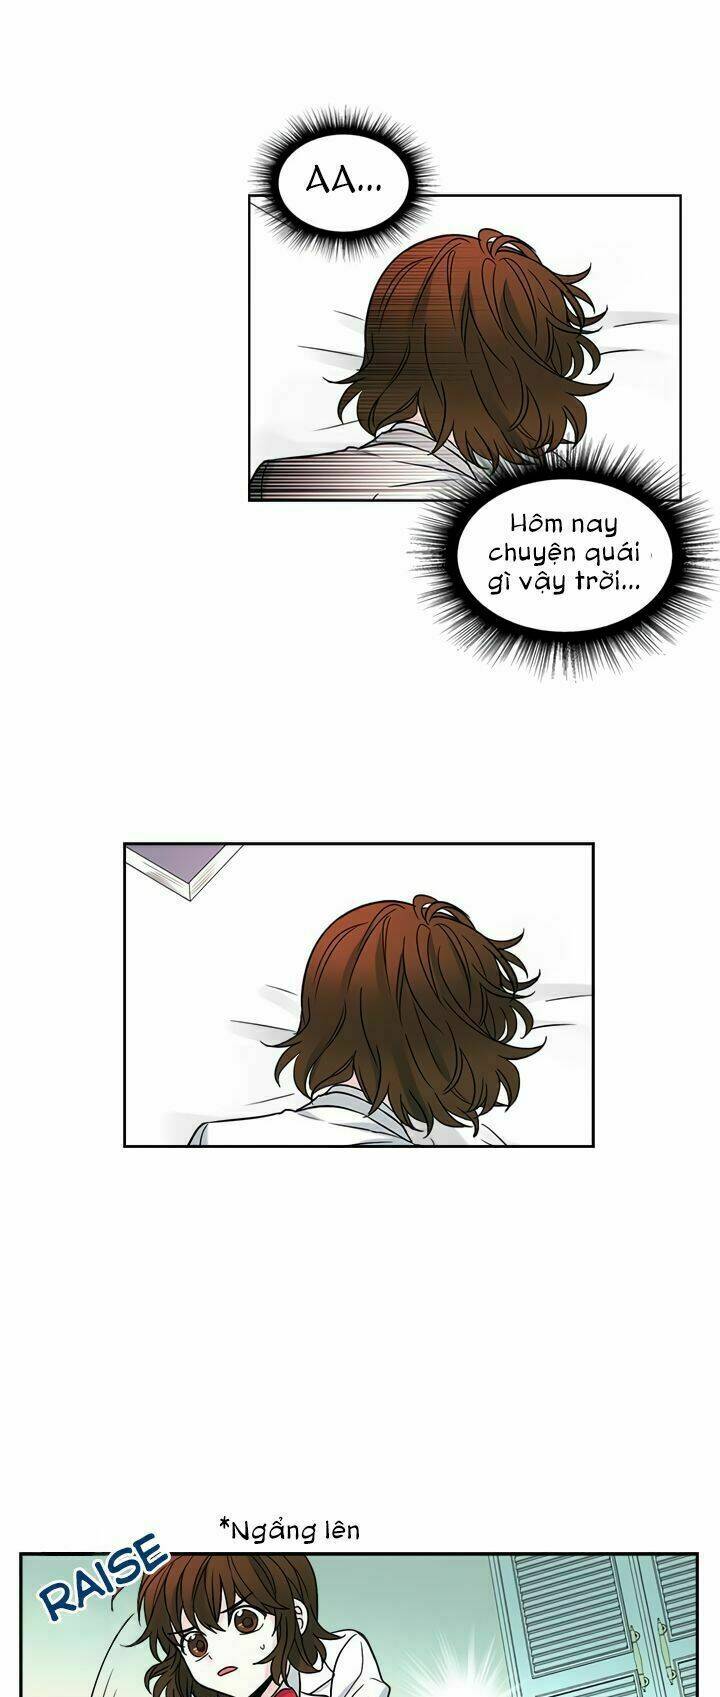 AA...
Hôm nay
chuyện quái
gì vậy trời...
*Ngẩng lên
RAISE